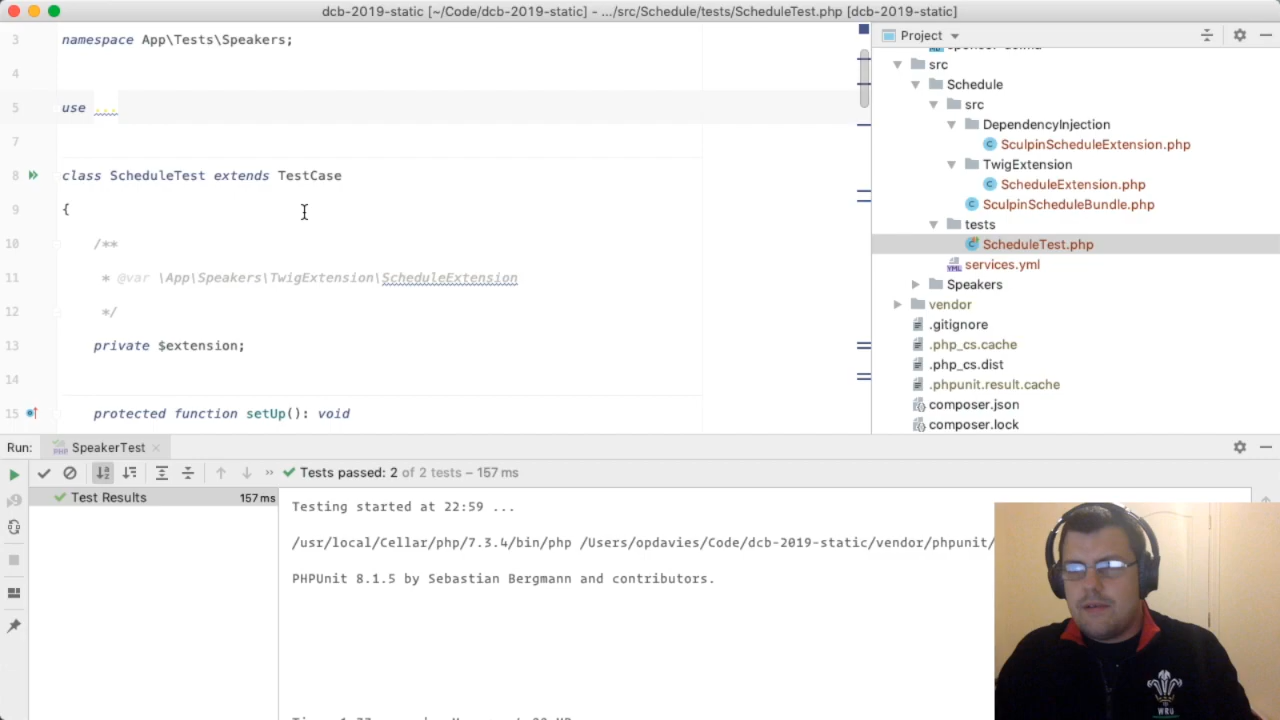 dcb-2019-static [~/Code/dcb-2019-static] – .../src/Schedule/tests/ScheduleTest.php [dcb-2019-static]
3 namespace App\Tests\Speakers;
4
5 use ...
7
8 class ScheduleTest extends TestCase
9 {
10 /**
11 * @var \App\Speakers\TwigExtension\ScheduleExtension
12 */
13 private $extension;
14
15 protected function setUp(): void
Project
src
Schedule
src
DependencyInjection
SculpinScheduleExtension.php
TwigExtension
ScheduleExtension.php
SculpinScheduleBundle.php
tests
ScheduleTest.php
services.yml
Speakers
vendor
.gitignore
.php_cs.cache
.php_cs.dist
.phpunit.result.cache
composer.json
composer.lock
Run: SpeakerTest
Tests passed: 2 of 2 tests – 157 ms
Test Results 157 ms
Testing started at 22:59 ...
/usr/local/Cellar/php/7.3.4/bin/php /Users/opdavies/Code/dcb-2019-static/vendor/phpunit/
PHPUnit 8.1.5 by Sebastian Bergmann and contributors.
WRU